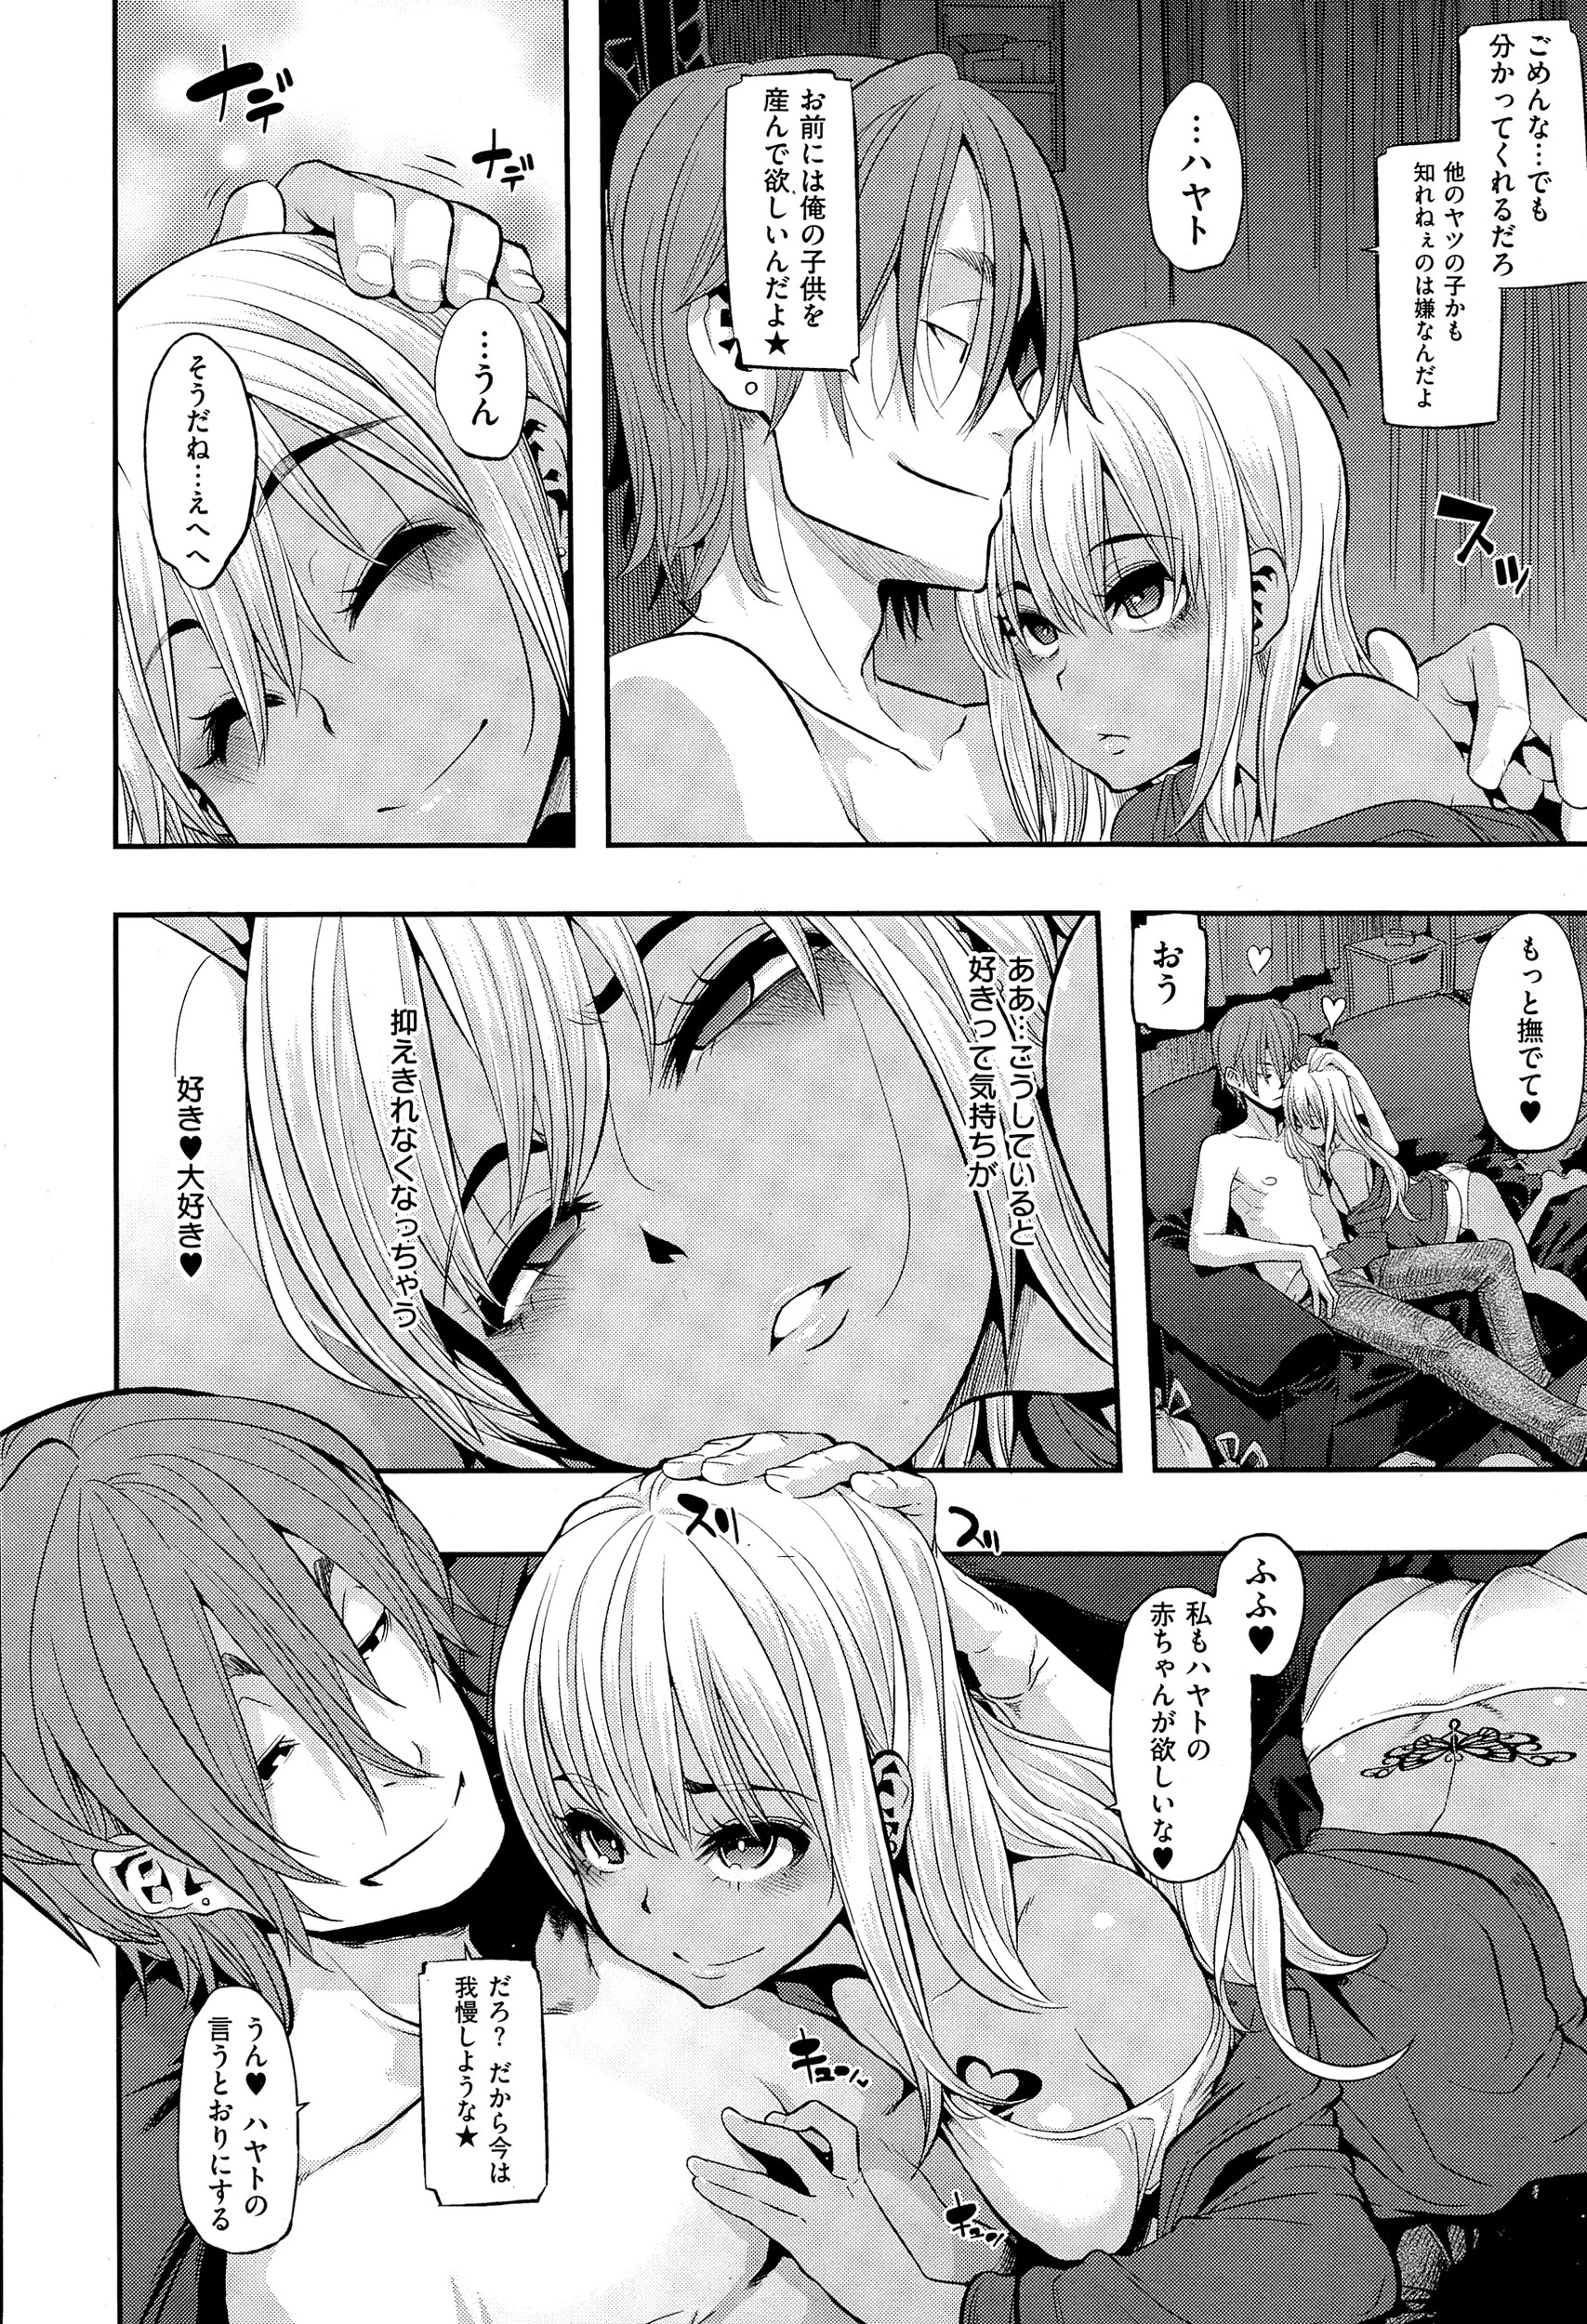 ごめんな…でも
分かってくれるだろ
他のヤツの子かも
知れねぇのは嫌なんだよ
…ハヤト
お前には俺の子供を
産んで欲しいんだよ★
スッ
ナデ
ナデ
…うん
そうだね…えへへ
もっと撫でて♥
おう
ああ…こうしていると
好きって気持ちが
抑えきれなくなっちゃう
好き♥大好き♥
ふふ♥
私もハヤトの
赤ちゃんが欲しいな♥
スリ
スリ
だろ？だから今は
我慢しような★
キューん
キュン
うん♥ハヤトの
言うとおりにする